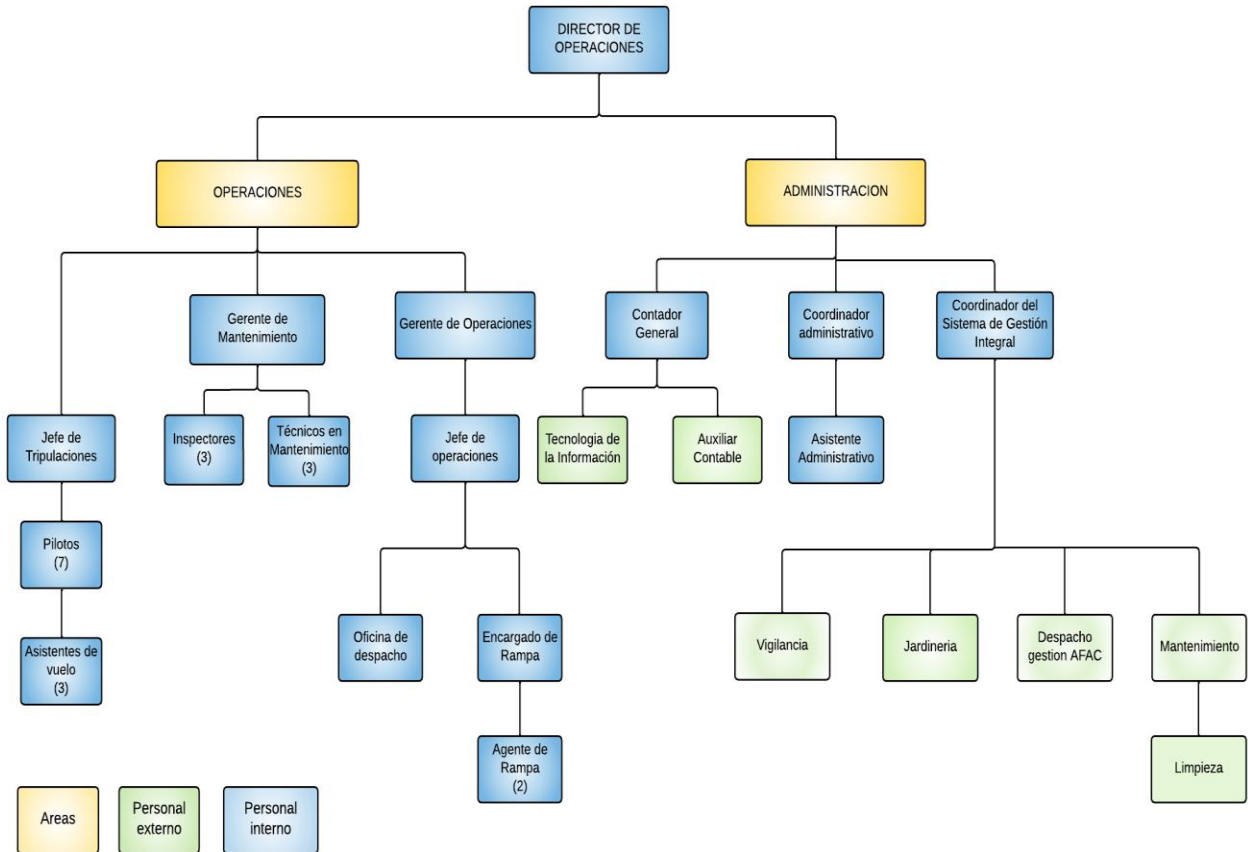 DIRECTOR DE
OPERACIONES
OPERACIONES
ADMINISTRACION
Gerente de
Mantenimiento
Gerente de Operaciones
Contador
General
Coordinador
administrativo
Coordinador del
Sistema de Gestión
Integral
Jefe de
Tripulaciones
Inspectores
(3)
Técnicos en
Mantenimiento
(3)
Jefe de
operaciones
Tecnologia de
la Información
Auxiliar
Contable
Asistente
Administrativo
Pilotos
(7)
Asistentes de
vuelo
(3)
Oficina de
despacho
Encargado de
Rampa
Vigilancia
Jardineria
Despacho
gestion AFAC
Mantenimiento
Agente de
Rampa
(2)
Limpieza
Areas
Personal
externo
Personal
interno